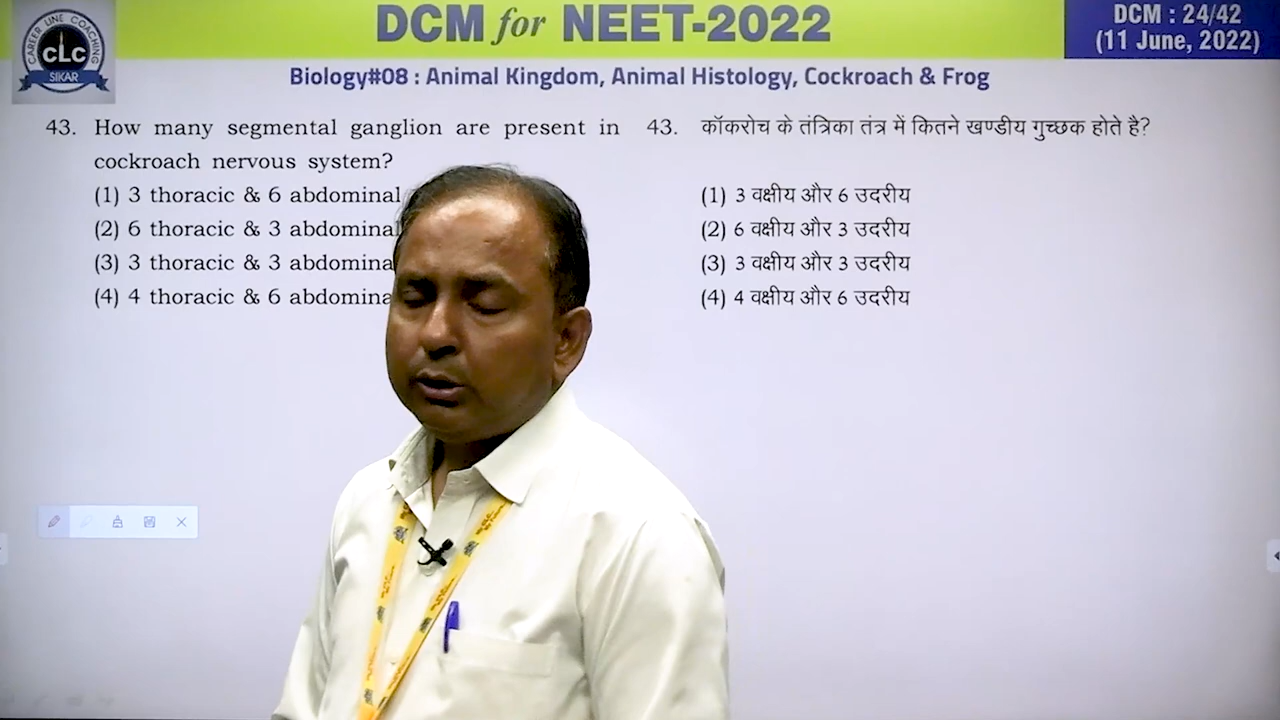 DCM for NEET-2022
DCM : 24/42
(11 June, 2022)
CAREER LINE COACHING
CLC
SIKAR
Biology#08 : Animal Kingdom, Animal Histology, Cockroach & Frog
43. How many segmental ganglion are present in
cockroach nervous system?
(1) 3 thoracic & 6 abdominal
(2) 6 thoracic & 3 abdominal
(3) 3 thoracic & 3 abdomina
(4) 4 thoracic & 6 abdomina
43. कॉकरोच के तंत्रिका तंत्र में कितने खण्डीय गुच्छक होते है?
(1) 3 वक्षीय और 6 उदरीय
(2) 6 वक्षीय और 3 उदरीय
(3) 3 वक्षीय और 3 उदरीय
(4) 4 वक्षीय और 6 उदरीय